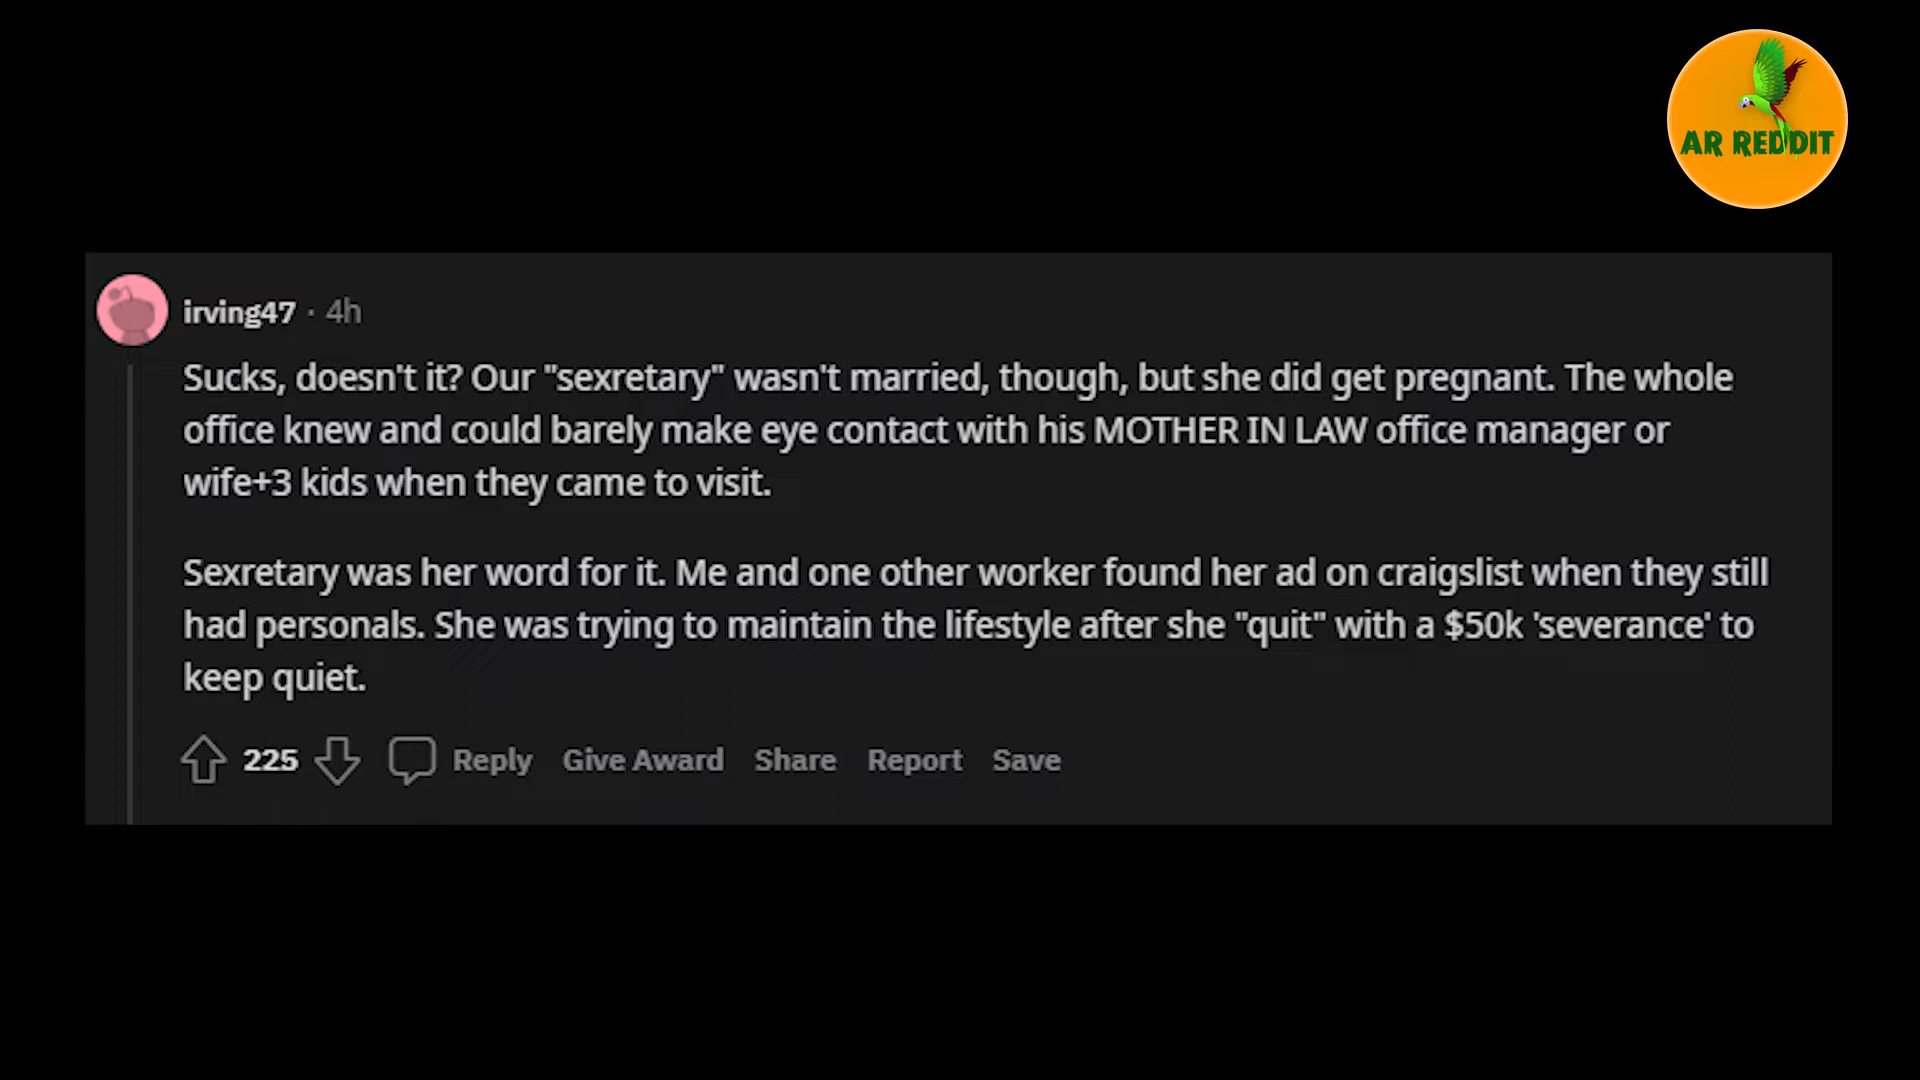 AR REDDIT
irving47 · 4h
Sucks, doesn't it? Our "sexretary" wasn't married, though, but she did get pregnant. The whole
office knew and could barely make eye contact with his MOTHER IN LAW office manager or
wife+3 kids when they came to visit.
Sexretary was her word for it. Me and one other worker found her ad on craigslist when they still
had personals. She was trying to maintain the lifestyle after she "quit" with a $50k 'severance' to
keep quiet.
225 Reply Give Award Share Report Save